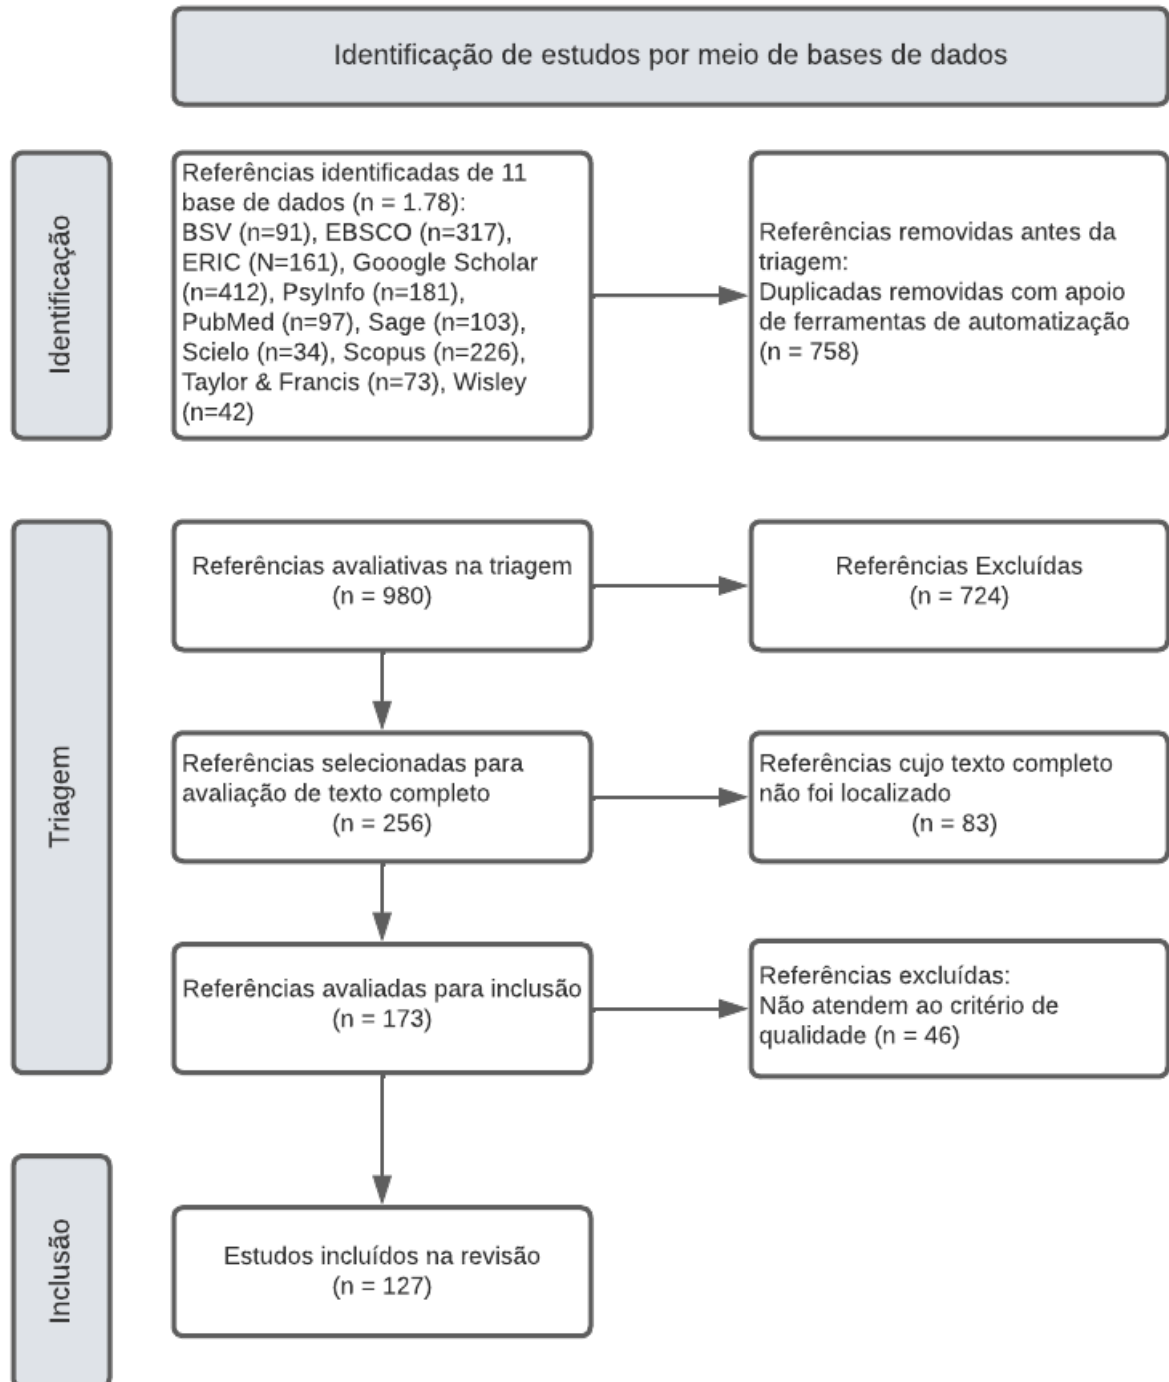 Identificação de estudos por meio de bases de dados
Identificação
Referências identificadas de 11
base de dados (n = 1.78):
BSV (n=91), EBSCO (n=317),
ERIC (N=161), Gooogle Scholar
(n=412), PsyInfo (n=181),
PubMed (n=97), Sage (n=103),
Scielo (n=34), Scopus (n=226),
Taylor & Francis (n=73), Wisley
(n=42)
Referências removidas antes da
triagem:
Duplicadas removidas com apoio
de ferramentas de automatização
(n = 758)
Triagem
Referências avaliativas na triagem
(n = 980)
Referências Excluídas
(n = 724)
Referências selecionadas para
avaliação de texto completo
(n = 256)
Referências cujo texto completo
não foi localizado
(n = 83)
Referências avaliadas para inclusão
(n = 173)
Referências excluídas:
Não atendem ao critério de
qualidade (n = 46)
Inclusão
Estudos incluídos na revisão
(n = 127)